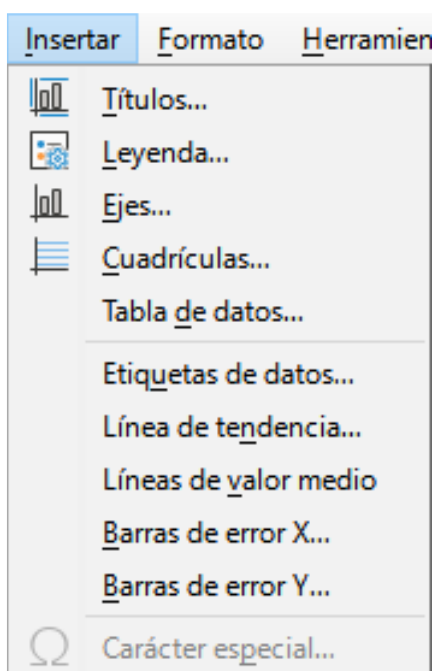 Insertar Formato Herramien
Títulos...
Leyenda...
Ejes...
Cuadrículas...
Tabla de datos...
Etiquetas de datos...
Línea de tendencia...
Líneas de valor medio
Barras de error X...
Barras de error Y...
Carácter especial...